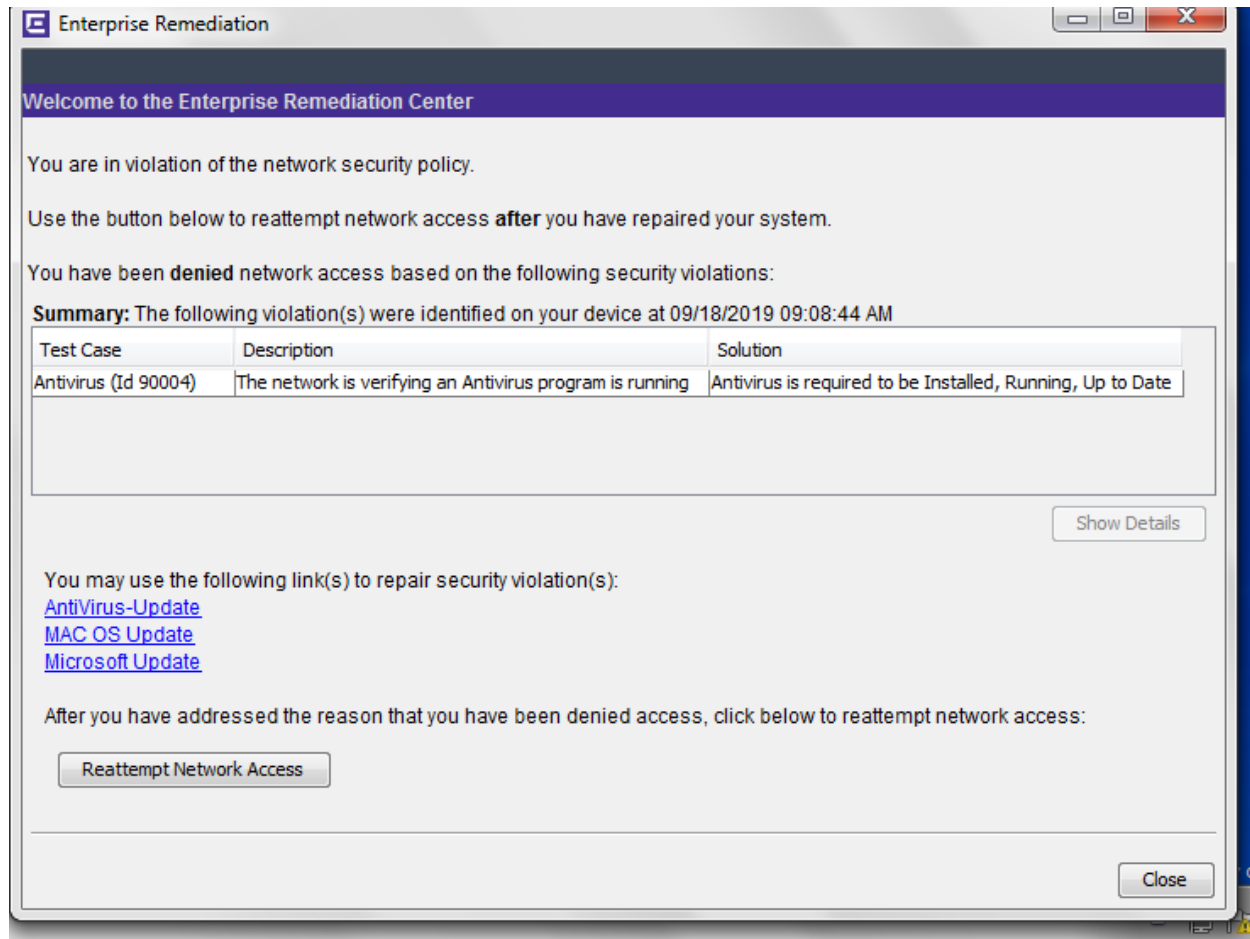 Enterprise Remediation
Welcome to the Enterprise Remediation Center
You are in violation of the network security policy.
Use the button below to reattempt network access after you have repaired your system.
You have been denied network access based on the following security violations:
Summary: The following violation(s) were identified on your device at 09/18/2019 09:08:44 AM
Test Case Description Solution
Antivirus (Id 90004) The network is verifying an Antivirus program is running Antivirus is required to be Installed, Running, Up to Date
Show Details
You may use the following link(s) to repair security violation(s):
AntiVirus-Update
MAC OS Update
Microsoft Update
After you have addressed the reason that you have been denied access, click below to reattempt network access:
Reattempt Network Access
Close